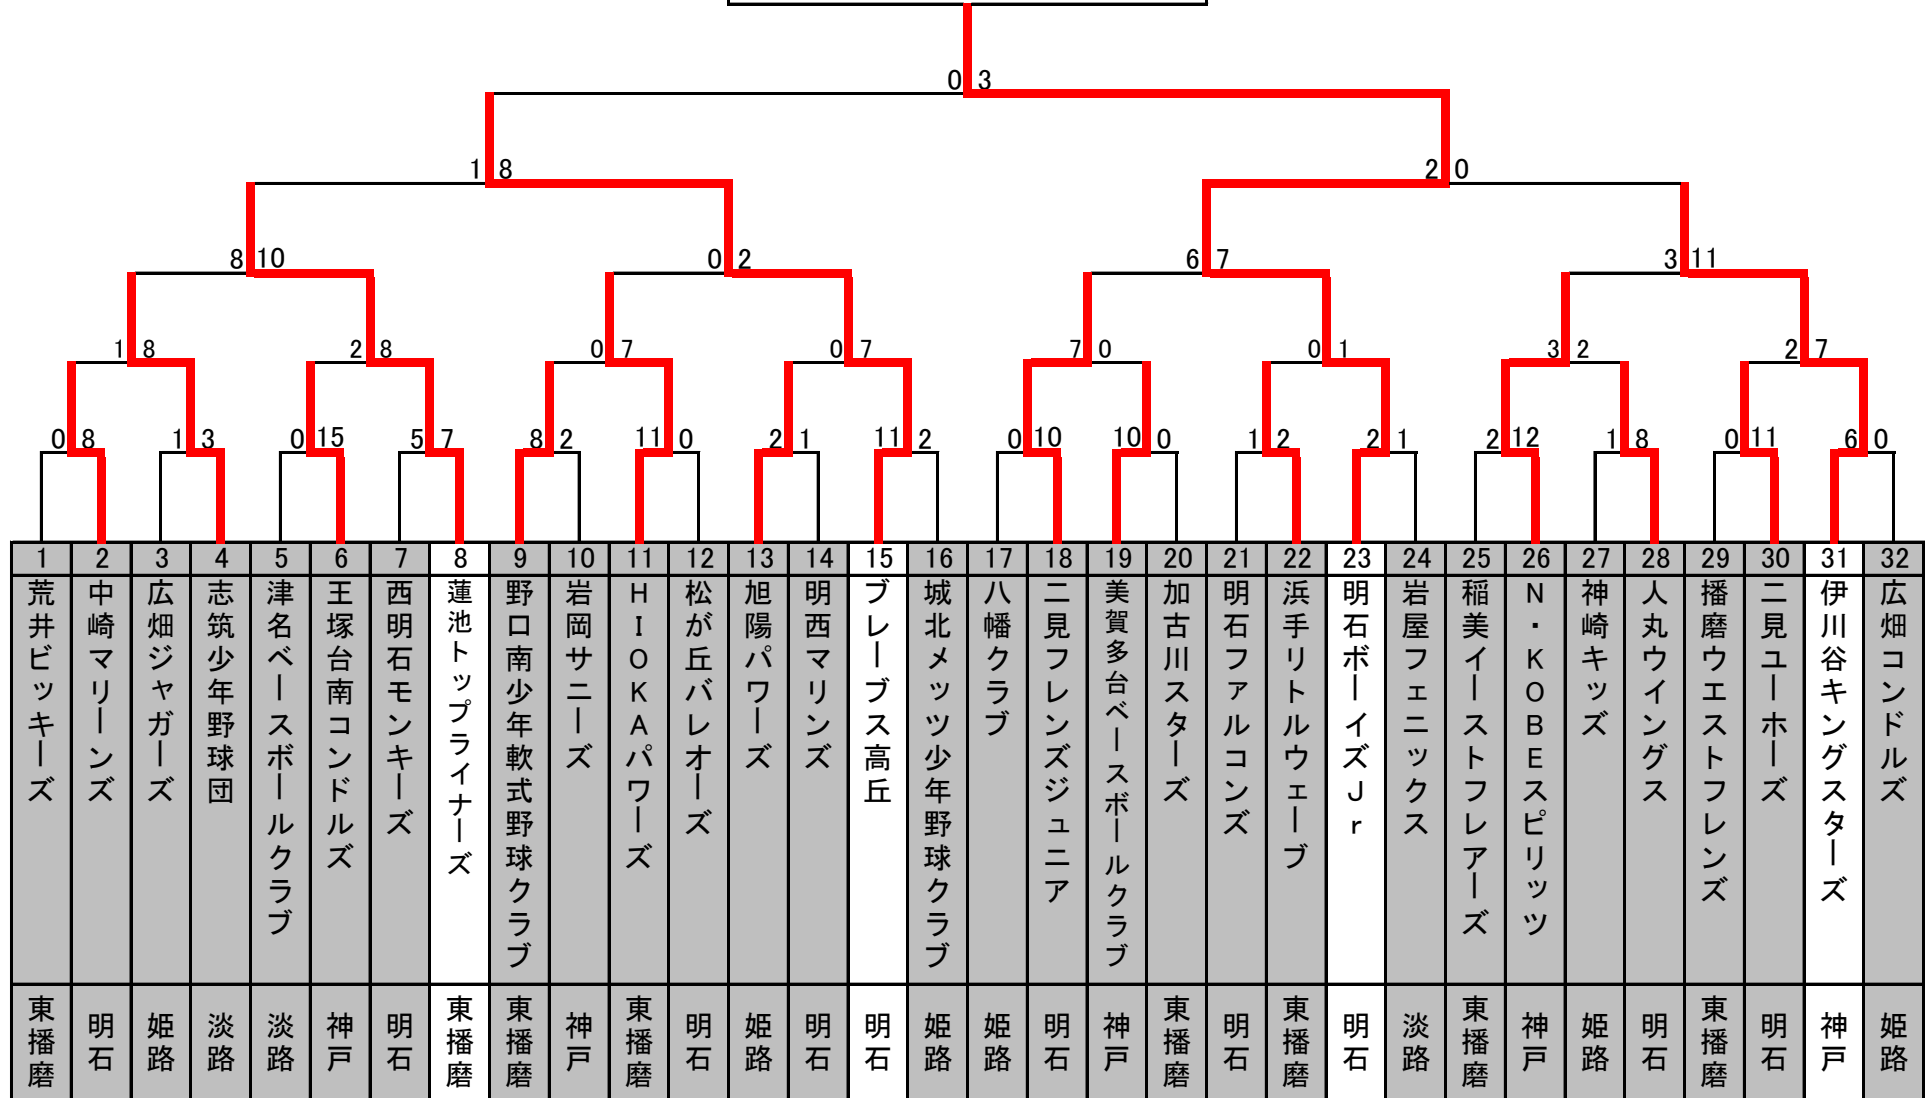 0 3
1 8
2 0
8 10
0 2
6 7
3 11
1 8
2 8
0 7
0 7
7 0
0 1
3 2
2 7
0 8
1 3
0 15
5 7
8 2
11 0
2 1
11 2
0 10
10 0
1 2
2 1
2 12
1 8
0 11
6 0
1 2 3 4 5 6 7 8 9 10 11 12 13 14 15 16 17 18 19 20 21 22 23 24 25 26 27 28 29 30 31 32
荒井ビッキーズ
中崎マリーンズ
広畑ジャガーズ
志筑少年野球団
津名ベースボールクラブ
王塚台南コンドルズ
西明石モンキーズ
蓮池トップライナーズ
野口南少年軟式野球クラブ
岩岡サニーズ
HIOKAパワーズ
松が丘バレオーズ
旭陽パワーズ
明西マリンズ
ブレーブス高丘
城北メッツ少年野球クラブ
八幡クラブ
二見フレンズジュニア
美賀多台ベースボールクラブ
加古川スターズ
明石ファルコンズ
浜手リトルウェーブ
明石ボーイズJr
岩屋フェニックス
稲美イーストフレアーズ
N・KOBEスピリッツ
神崎キッズ
人丸ウイングス
播磨ウエストフレンズ
二見ユーホーズ
伊川谷キングスターズ
広畑コンドルズ
東播磨
明石
姫路
淡路
淡路
神戸
明石
東播磨
東播磨
神戸
東播磨
明石
姫路
明石
明石
姫路
姫路
明石
神戸
東播磨
明石
東播磨
明石
淡路
東播磨
神戸
姫路
明石
東播磨
明石
神戸
姫路